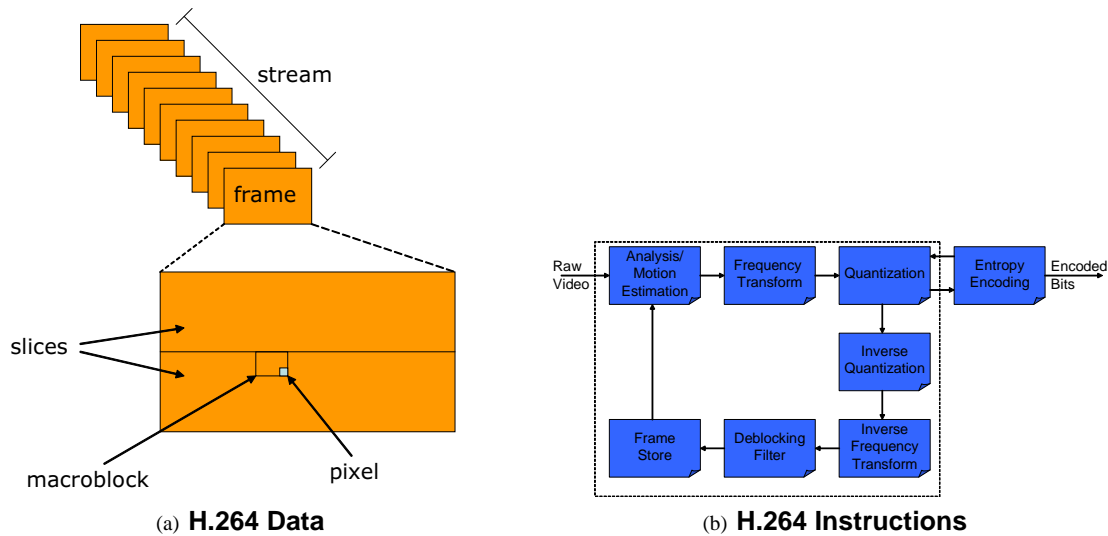 stream
frame
slices
macroblock
pixel
(a) H.264 Data
Raw
Video
Analysis/
Motion
Estimation
Frequency
Transform
Quantization
Entropy
Encoding
Encoded
Bits
Inverse
Quantization
Frame
Store
Deblocking
Filter
Inverse
Frequency
Transform
(b) H.264 Instructions